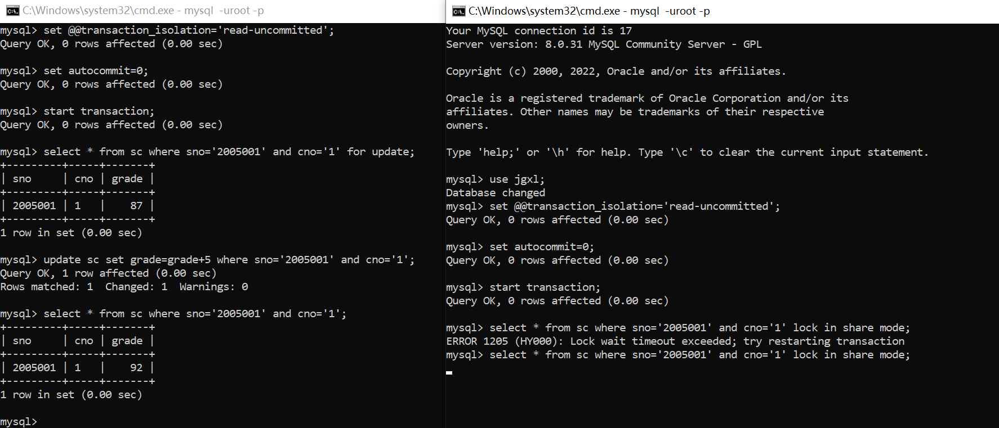 C:\Windows\system32\cmd.exe - mysql  -uroot -p
mysql> set @@transaction_isolation='read-uncommitted';
Query OK, 0 rows affected (0.00 sec)

mysql> set autocommit=0;
Query OK, 0 rows affected (0.00 sec)

mysql> start transaction;
Query OK, 0 rows affected (0.00 sec)

mysql> select * from sc where sno='2005001' and cno='1' for update;
+---------+-----+-------+
| sno     | cno | grade |
+---------+-----+-------+
| 2005001 | 1   |    87 |
+---------+-----+-------+
1 row in set (0.00 sec)

mysql> update sc set grade=grade+5 where sno='2005001' and cno='1';
Query OK, 1 row affected (0.00 sec)
Rows matched: 1  Changed: 1  Warnings: 0

mysql> select * from sc where sno='2005001' and cno='1';
+---------+-----+-------+
| sno     | cno | grade |
+---------+-----+-------+
| 2005001 | 1   |    92 |
+---------+-----+-------+
1 row in set (0.00 sec)

mysql>
C:\Windows\system32\cmd.exe - mysql  -uroot -p
Your MySQL connection id is 17
Server version: 8.0.31 MySQL Community Server - GPL

Copyright (c) 2000, 2022, Oracle and/or its affiliates.

Oracle is a registered trademark of Oracle Corporation and/or its
affiliates. Other names may be trademarks of their respective
owners.

Type 'help;' or '\h' for help. Type '\c' to clear the current input statement.

mysql> use jgxl;
Database changed
mysql> set @@transaction_isolation='read-uncommitted';
Query OK, 0 rows affected (0.00 sec)

mysql> set autocommit=0;
Query OK, 0 rows affected (0.00 sec)

mysql> start transaction;
Query OK, 0 rows affected (0.00 sec)

mysql> select * from sc where sno='2005001' and cno='1' lock in share mode;
ERROR 1205 (HY000): Lock wait timeout exceeded; try restarting transaction
mysql> select * from sc where sno='2005001' and cno='1' lock in share mode;